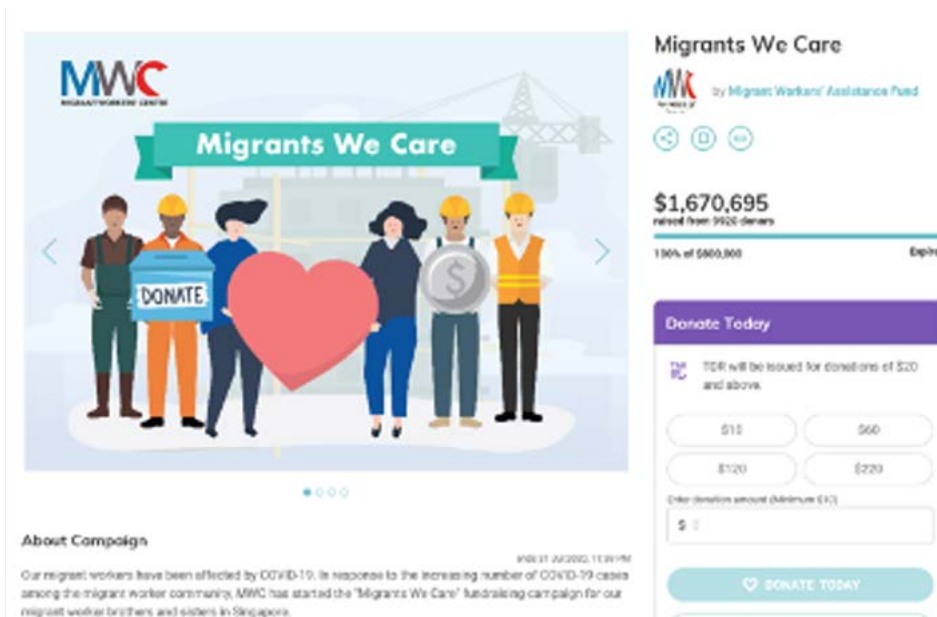 MWC
MIGRANT WORKERS' CENTRE
Migrants We Care
DONATE
$
About Campaign
Our migrant workers have been affected by COVID-19. In response to the increasing number of COVID-19 cases
among the migrant worker community, MWC has started the "Migrants We Care" fundraising campaign for our
migrant worker brothers and sisters in Singapore.
Migrants We Care
by Migrant Workers' Assistance Fund
$1,670,695
raised from 9920 donors
100% of $800,000
Donate Today
TDR will be issued for donations of $20
and above.
$10 $60
$120 $220
Enter donation amount (Minimum $10)
$
DONATE TODAY